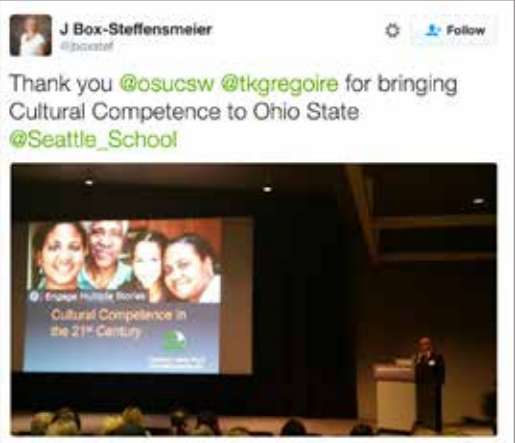 J Box-Steffensmeier
@jboxstef
Follow
Thank you @osucsw @tkgregoire for bringing
Cultural Competence to Ohio State
@Seattle_School
Engage Multiple Stories
Cultural Competence in
the 21st Century